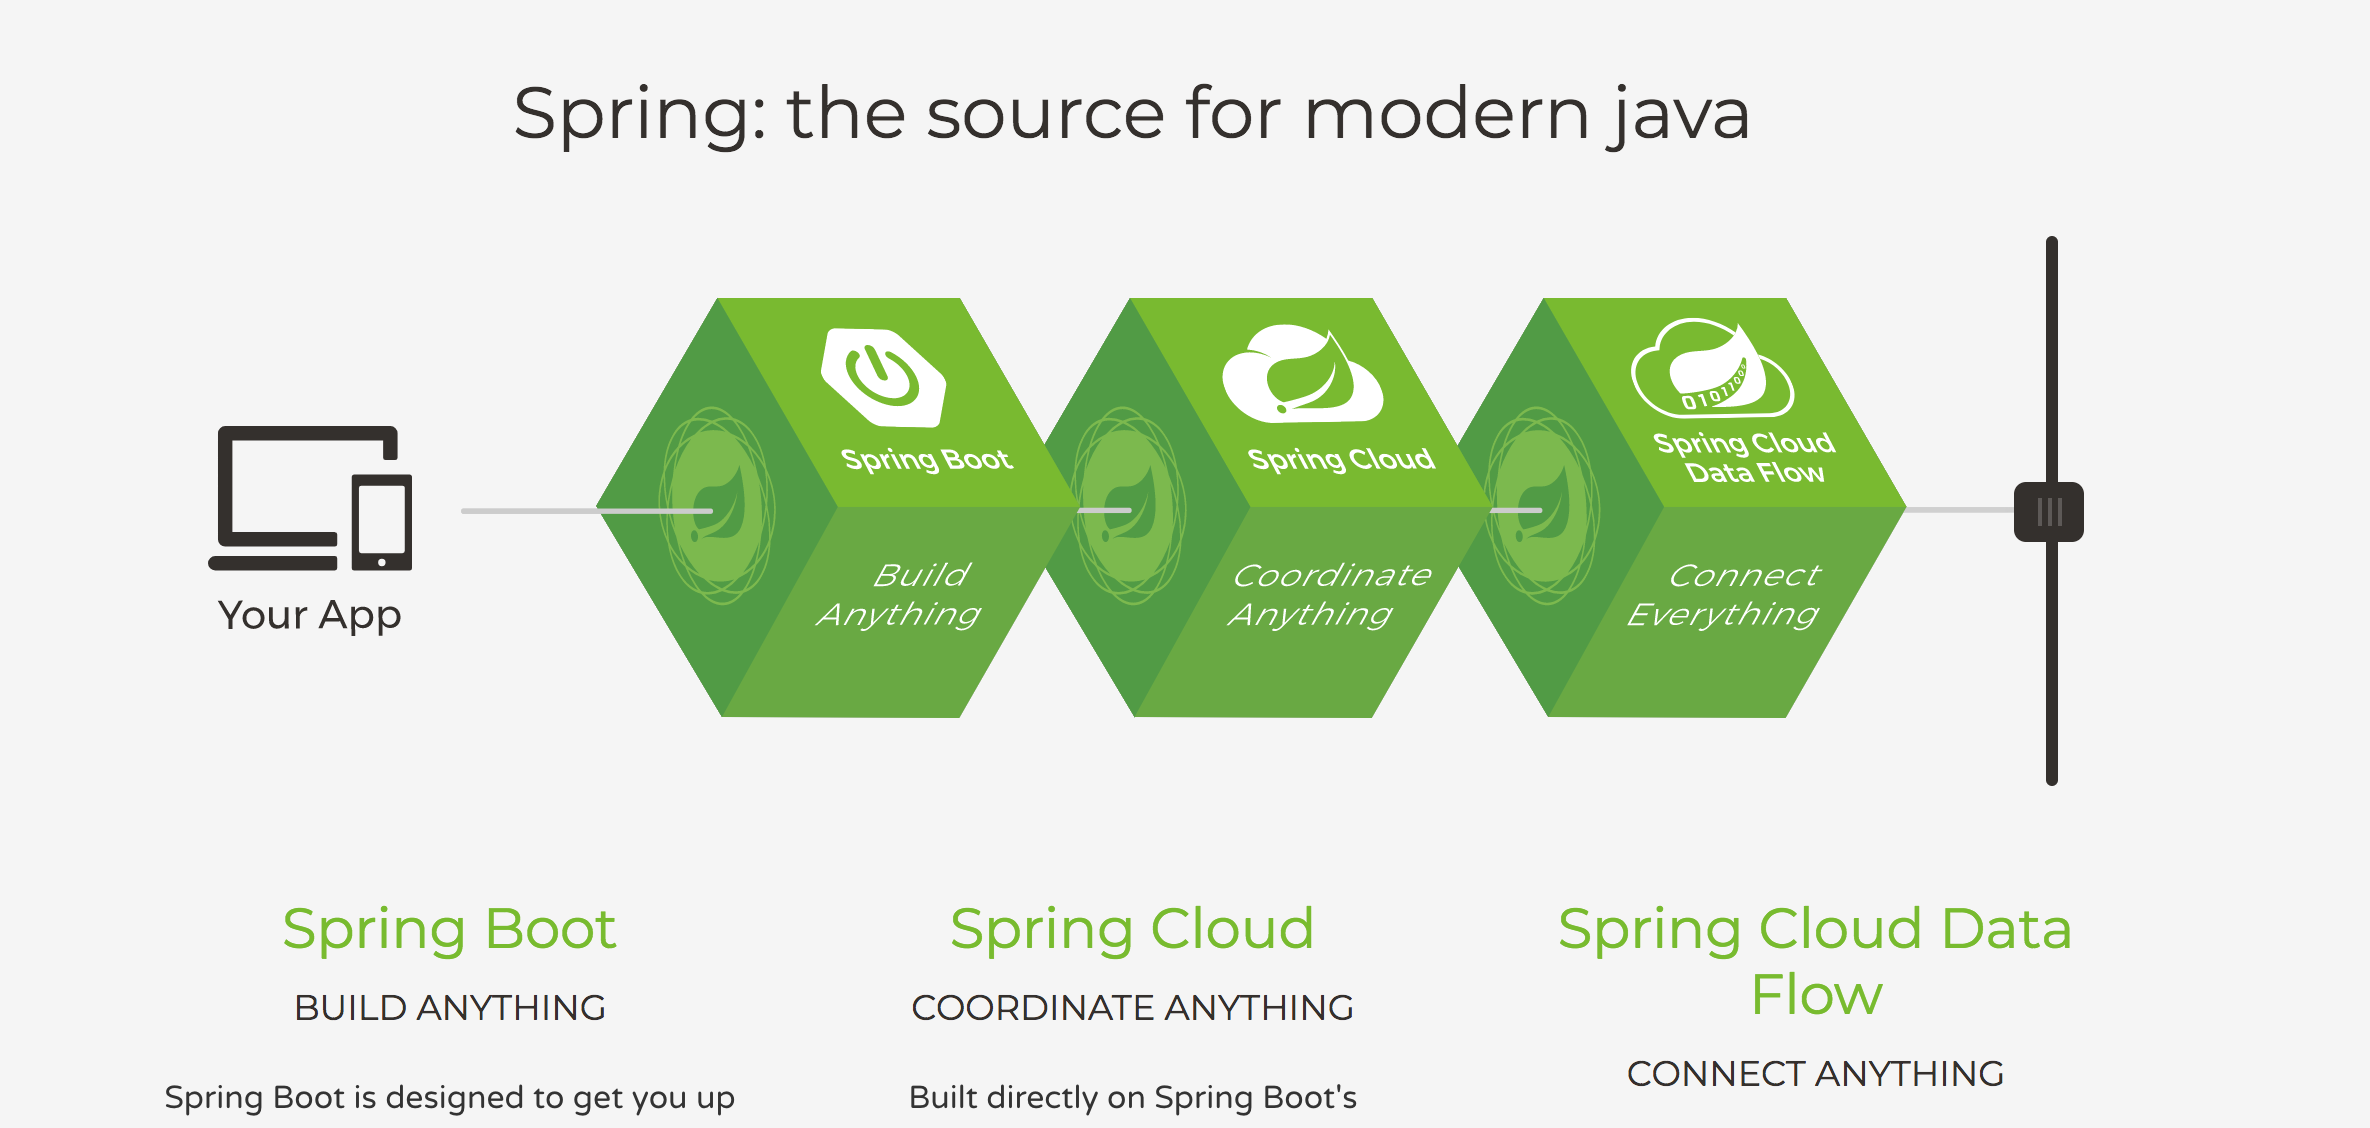 Spring: the source for modern java
Spring Boot
Spring Cloud
Spring Cloud
Data Flow
01011000
Build
Anything
Coordinate
Anything
Connect
Everything
Your App
Spring Boot
BUILD ANYTHING
Spring Boot is designed to get you up
Spring Cloud
COORDINATE ANYTHING
Built directly on Spring Boot's
Spring Cloud Data
Flow
CONNECT ANYTHING